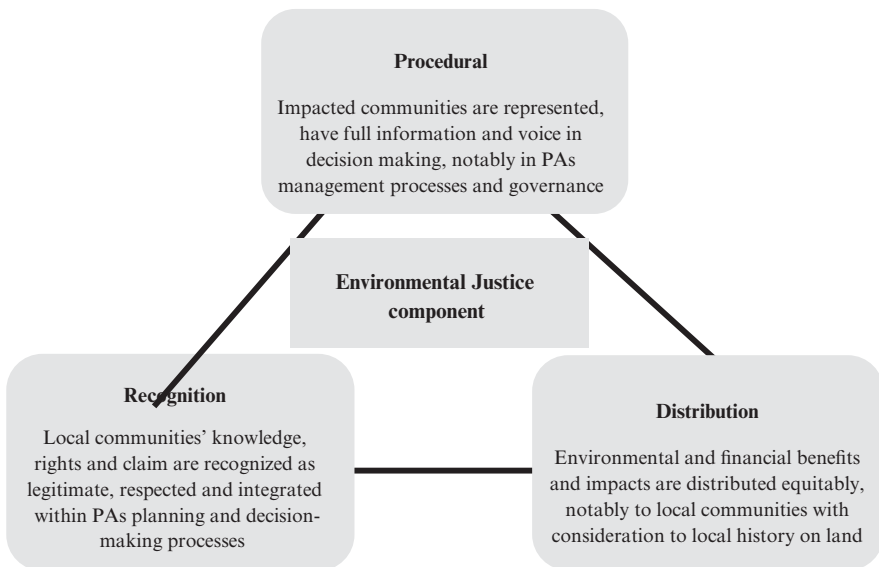 Procedural
Impacted communities are represented,
have full information and voice in
decision making, notably in PAs
management processes and governance
Environmental Justice
component
Recognition
Local communities’ knowledge,
rights and claim are recognized as
legitimate, respected and integrated
within PAs planning and decision-
making processes
Distribution
Environmental and financial benefits
and impacts are distributed equitably,
notably to local communities with
consideration to local history on land